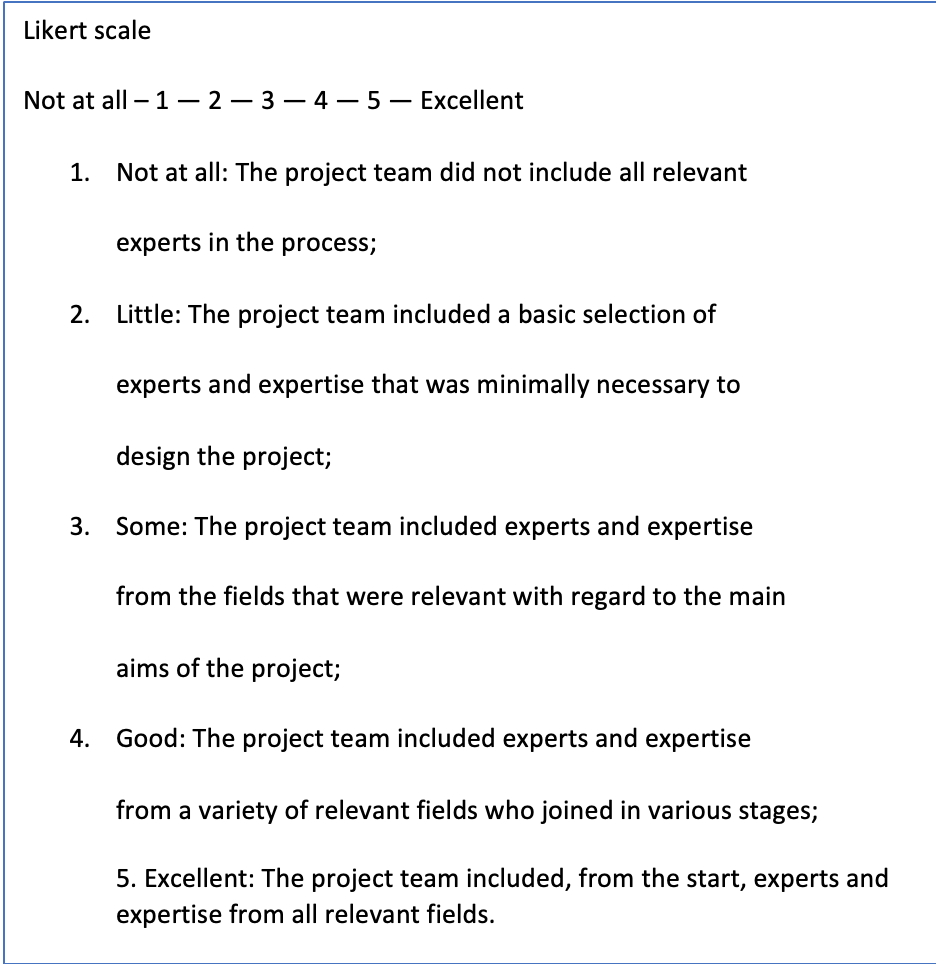 Likert scale
Not at all – 1 — 2 — 3 — 4 — 5 — Excellent
1. Not at all: The project team did not include all relevant
experts in the process;
2. Little: The project team included a basic selection of
experts and expertise that was minimally necessary to
design the project;
3. Some: The project team included experts and expertise
from the fields that were relevant with regard to the main
aims of the project;
4. Good: The project team included experts and expertise
from a variety of relevant fields who joined in various stages;
5. Excellent: The project team included, from the start, experts and
expertise from all relevant fields.